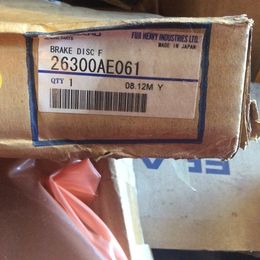 FUJI HEAVY INDUSTRIES LTD.
MADE IN JAPAN
BRAKE DISC F
26300AE061
QTY 1
08.12M Y